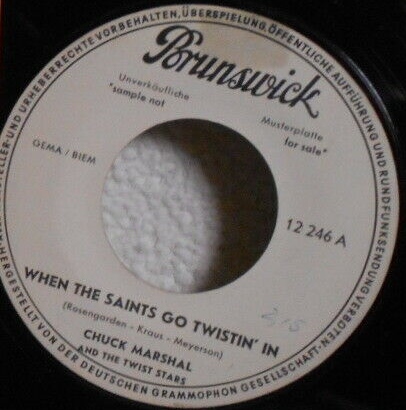 HERSTELLER- UND URHEBERRECHTE VORBEHALTEN, ÜBERSPIELUNG, ÖFFENTLICHE AUFFÜHRUNG UND RUNDFUNKSENDUNG VERBOTEN.
Brunswick
Unverkäufliche
Musterplatte
"sample not
for sale"
GEMA / BIEM
12 246 A
WHEN THE SAINTS GO TWISTIN' IN
(Rosengarden - Kraus - Meyerson)
CHUCK MARSHAL
AND THE TWIST STARS
2,15
HERGESTELLT VON DER DEUTSCHEN GRAMMOPHON GESELLSCHAFT